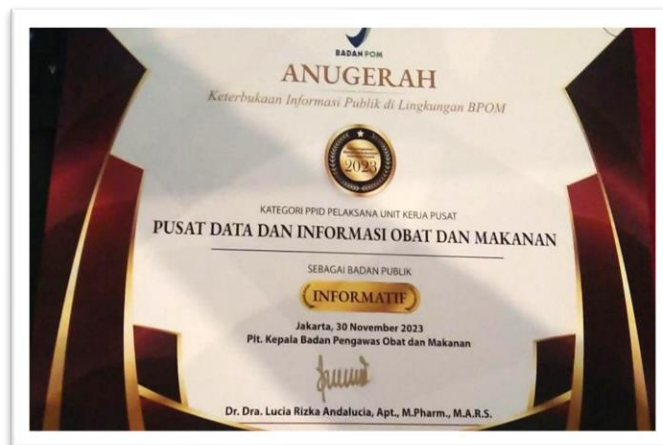 BADAN POM
ANUGERAH
Keterbukaan Informasi Publik di Lingkungan BPOM
2023
KATEGORI PPID PELAKSANA UNIT KERJA PUSAT
PUSAT DATA DAN INFORMASI OBAT DAN MAKANAN
SEBAGAI BADAN PUBLIK
INFORMATIF
Jakarta, 30 November 2023
Plt. Kepala Badan Pengawas Obat dan Makanan
Dr. Dra. Lucia Rizka Andalucia, Apt., M.Pharm., M.A.R.S.